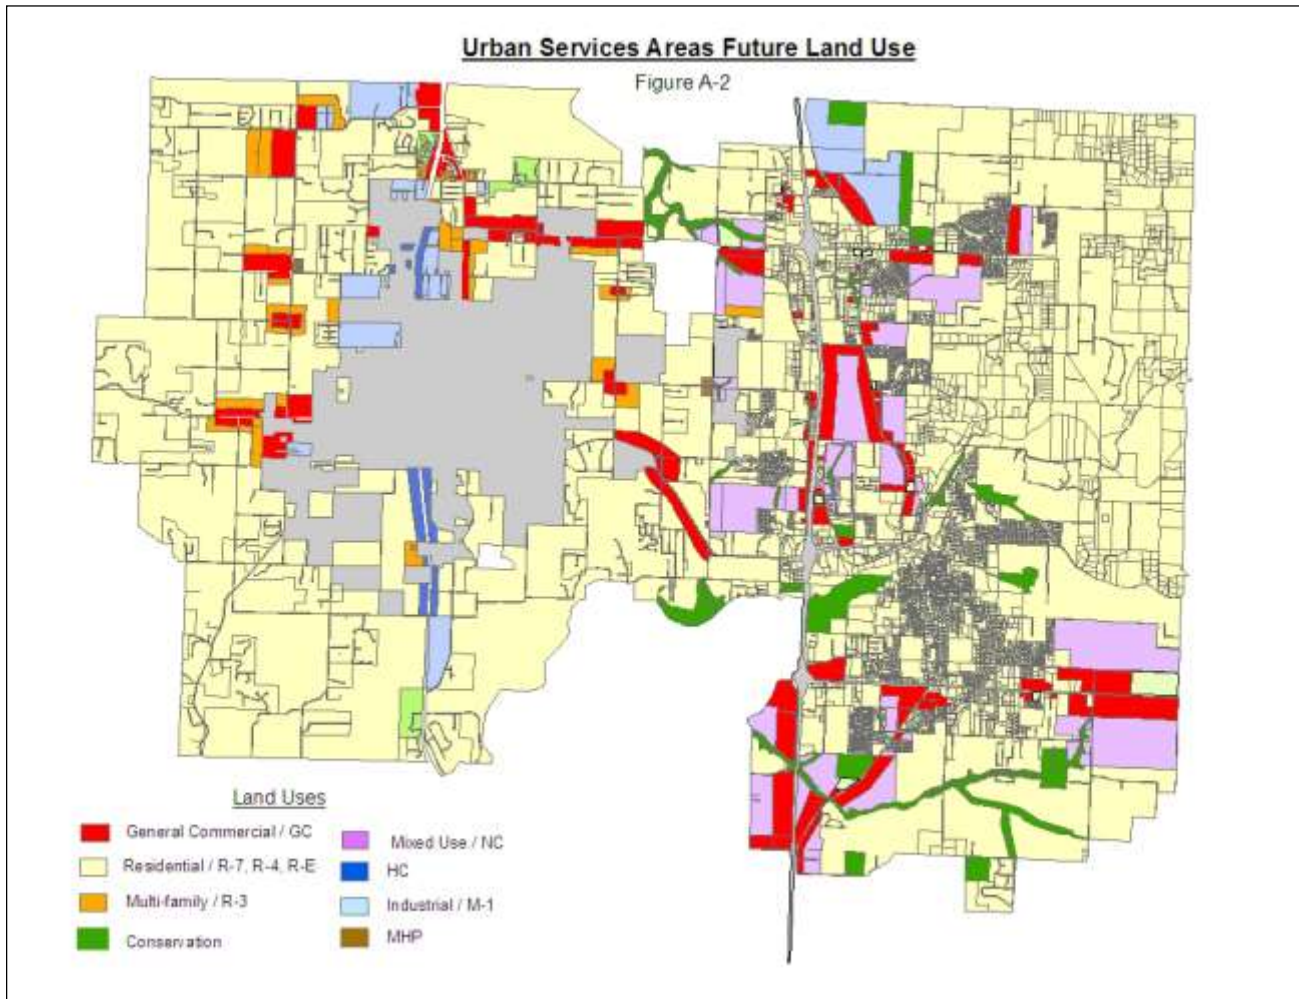 Urban Services Areas Future Land Use
Figure A-2
Land Uses
General Commercial / GC
Residential / R-7, R-4, R-E
Multi-family / R-3
Conservation
Mixed Use / NC
HC
Industrial / M-1
MHP